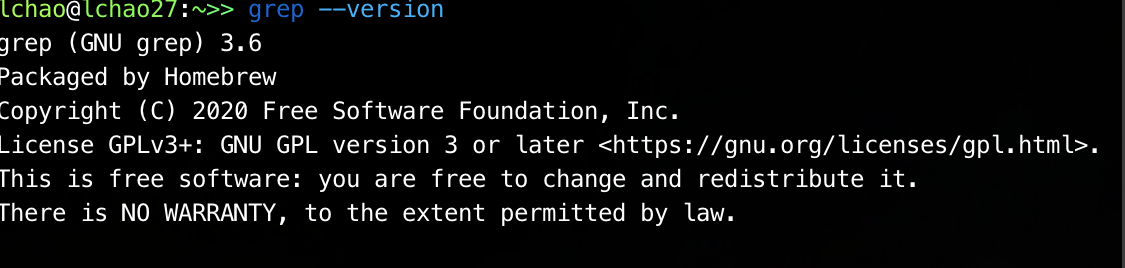 lchao@lchao27:~>> grep --version
grep (GNU grep) 3.6
Packaged by Homebrew
Copyright (C) 2020 Free Software Foundation, Inc.
License GPLv3+: GNU GPL version 3 or later <https://gnu.org/licenses/gpl.html>.
This is free software: you are free to change and redistribute it.
There is NO WARRANTY, to the extent permitted by law.